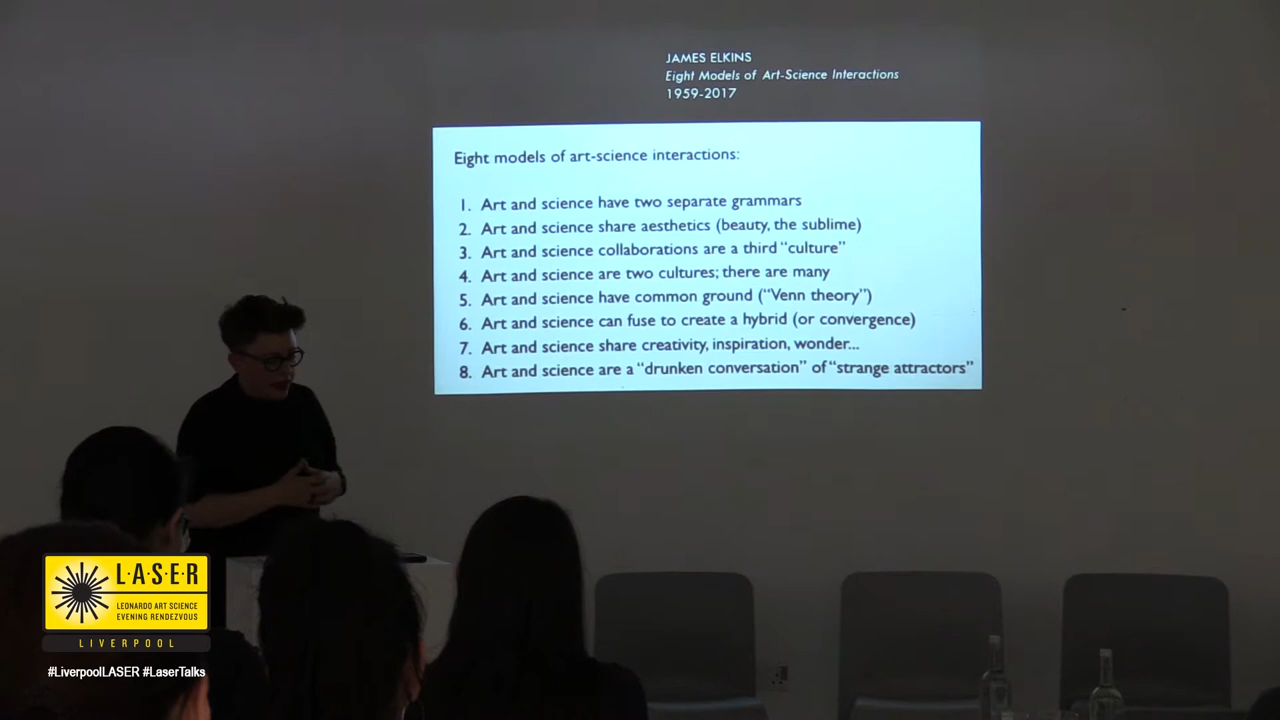 JAMES ELKINS
Eight Models of Art-Science Interactions
1959-2017
Eight models of art-science interactions:
1. Art and science have two separate grammars
2. Art and science share aesthetics (beauty, the sublime)
3. Art and science collaborations are a third “culture”
4. Art and science are two cultures; there are many
5. Art and science have common ground (“Venn theory”)
6. Art and science can fuse to create a hybrid (or convergence)
7. Art and science share creativity, inspiration, wonder...
8. Art and science are a “drunken conversation” of “strange attractors”
L·A·S·E·R
LEONARDO ART SCIENCE
EVENING RENDEZVOUS
LIVERPOOL
#LiverpoolLASER #LaserTalks